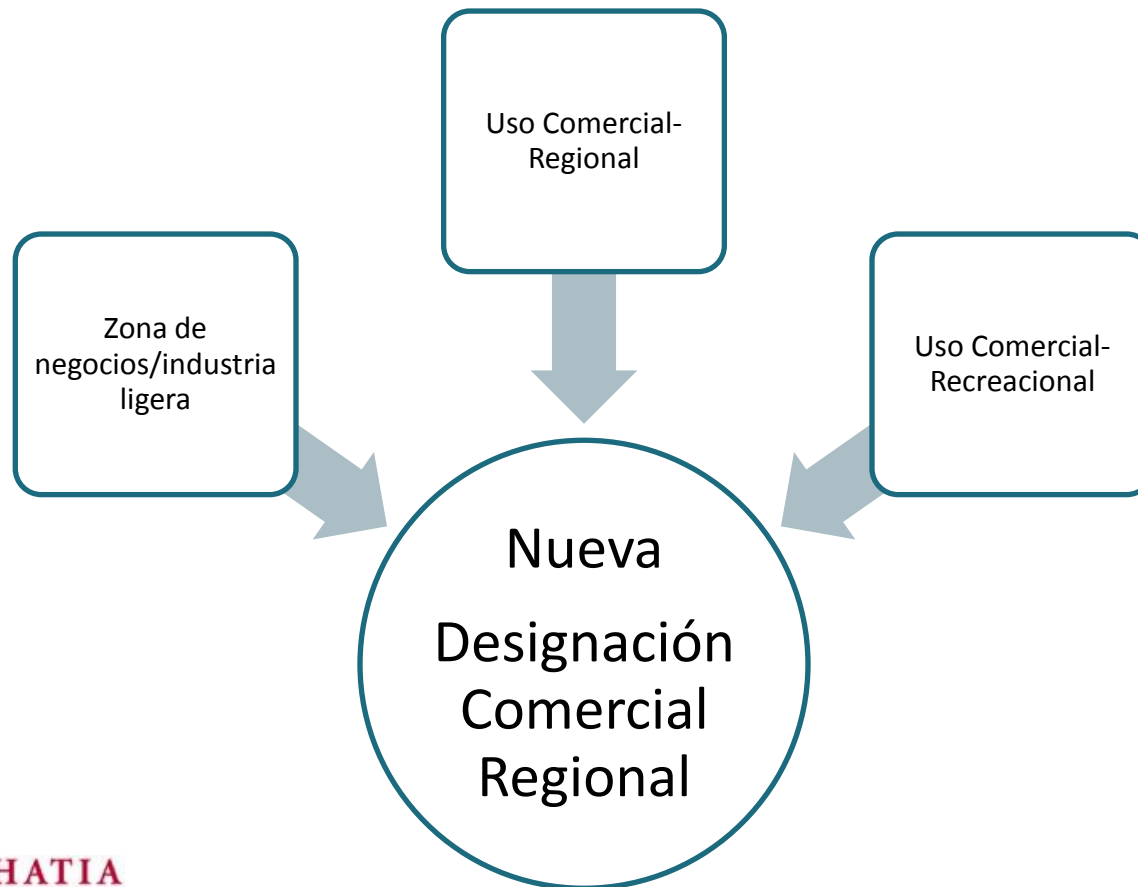 Uso Comercial-
Regional
Zona de
negocios/industria
ligera
Uso Comercial-
Recreacional
Nueva
Designación
Comercial
Regional
HATIA